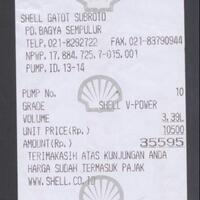 SHELL GATOT SUBROTO
PD.BAGYA SEMPULUR
TELP.021-8292722 FAX.021-83790944
NPWP.17.884.725.7-015.001
PUMP.ID.13-14
PUMP No. 10
GRADE SHELL V-POWER
VOLUME 3,39L
UNIT PRICE(Rp.) 10500
AMOUNT(Rp.) 35595
TERIMAKASIH ATAS KUNJUNGAN ANDA
HARGA SUDAH TERMASUK PAJAK
WWW.SHELL.CO.ID